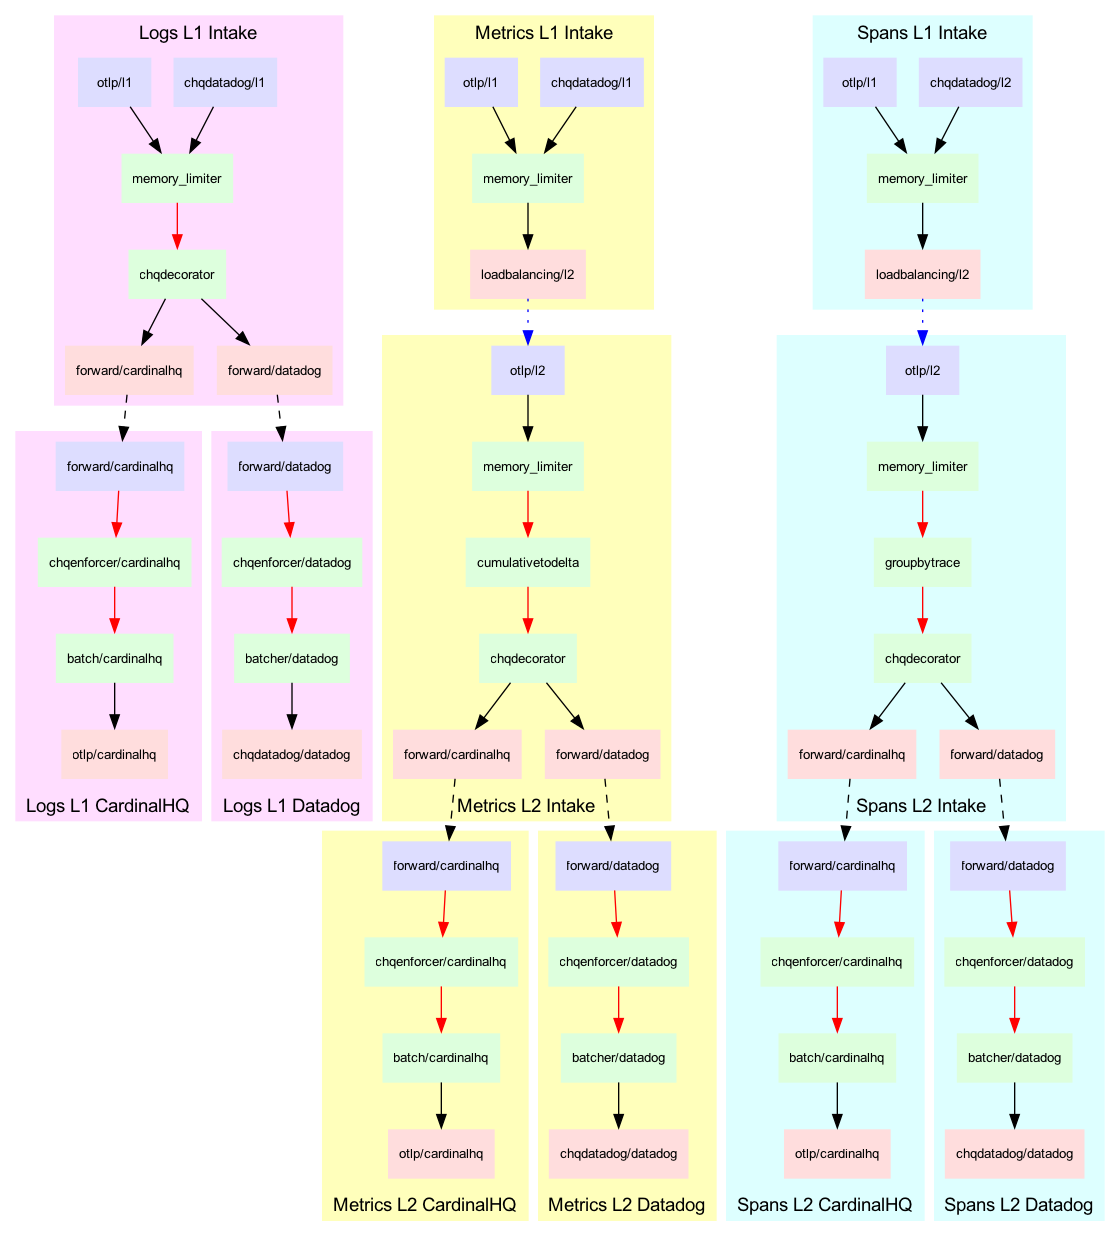 Logs L1 Intake
otlp/l1
chqdatadog/l1
memory_limiter
chqdecorator
forward/cardinalhq
forward/datadog
forward/cardinalhq
chqenforcer/cardinalhq
batch/cardinalhq
otlp/cardinalhq
Logs L1 CardinalHQ
forward/datadog
chqenforcer/datadog
batcher/datadog
chqdatadog/datadog
Logs L1 Datadog
Metrics L1 Intake
otlp/l1
chqdatadog/l1
memory_limiter
loadbalancing/l2
otlp/l2
memory_limiter
cumulativetodelta
chqdecorator
forward/cardinalhq
forward/datadog
Metrics L2 Intake
forward/cardinalhq
chqenforcer/cardinalhq
batch/cardinalhq
otlp/cardinalhq
Metrics L2 CardinalHQ
forward/datadog
chqenforcer/datadog
batcher/datadog
chqdatadog/datadog
Metrics L2 Datadog
Spans L1 Intake
otlp/l1
chqdatadog/l2
memory_limiter
loadbalancing/l2
otlp/l2
memory_limiter
groupbytrace
chqdecorator
forward/cardinalhq
forward/datadog
Spans L2 Intake
forward/cardinalhq
chqenforcer/cardinalhq
batch/cardinalhq
otlp/cardinalhq
Spans L2 CardinalHQ
forward/datadog
chqenforcer/datadog
batcher/datadog
chqdatadog/datadog
Spans L2 Datadog